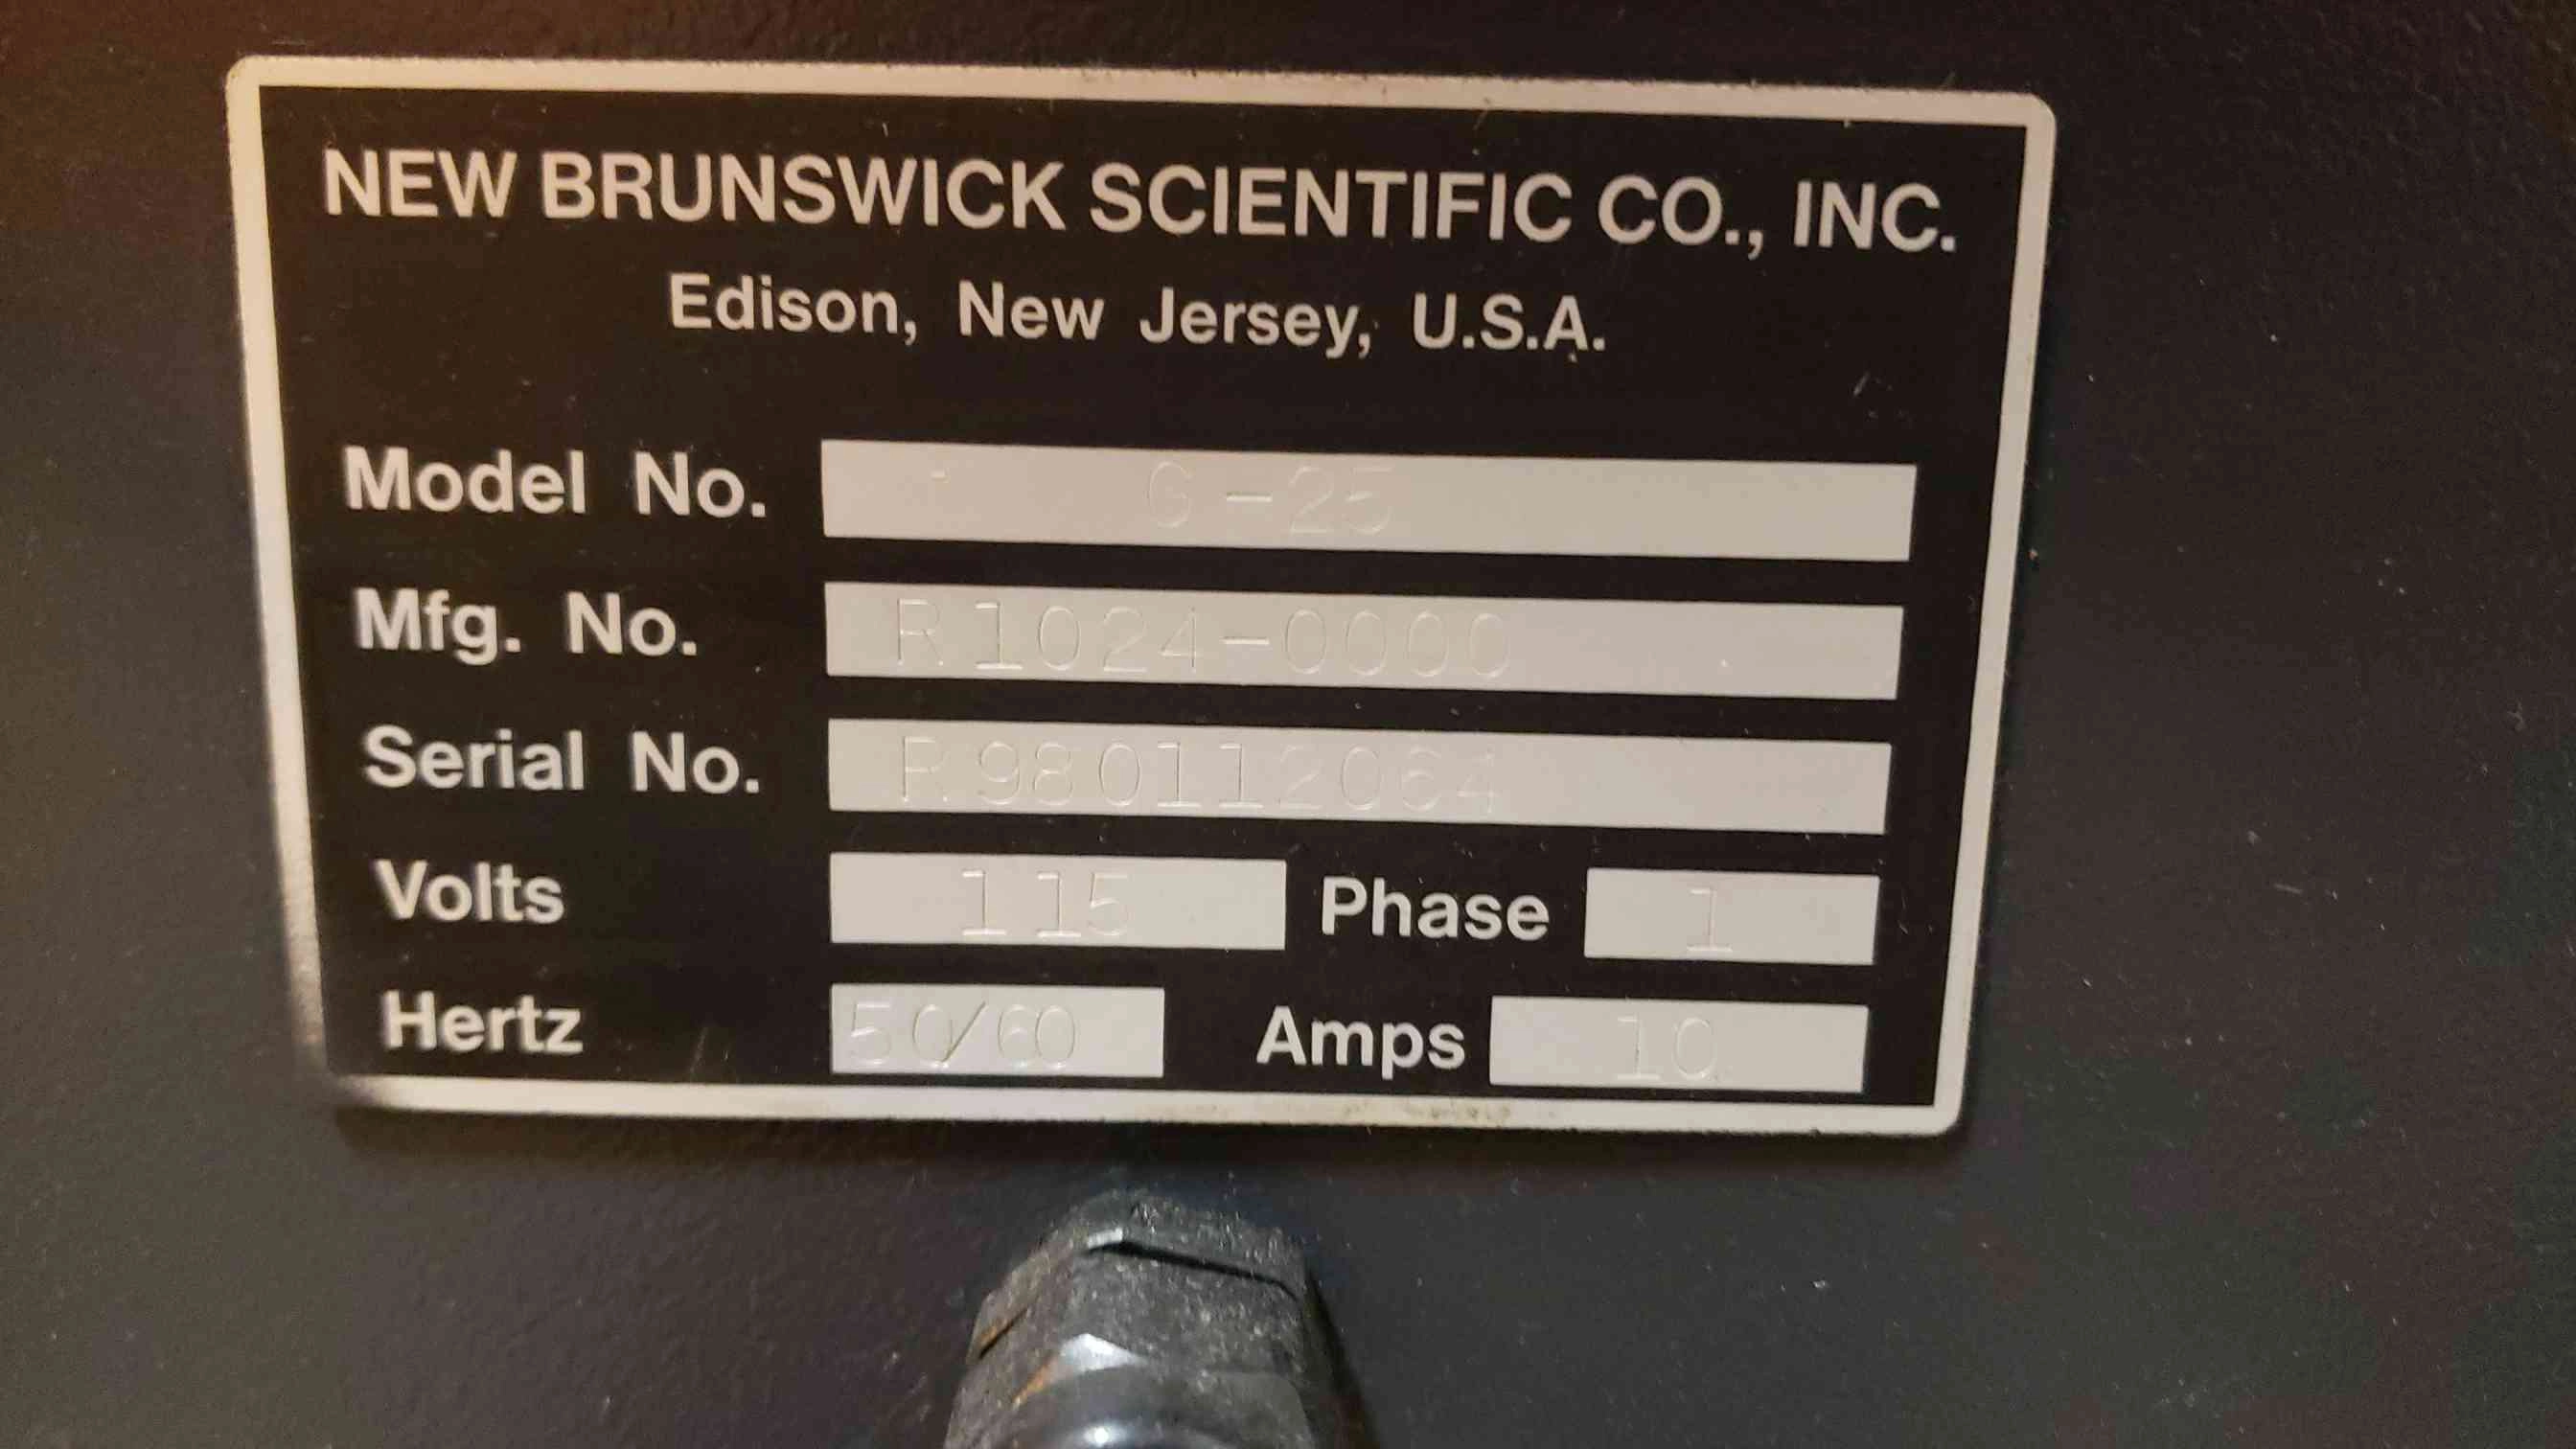 NEW BRUNSWICK SCIENTIFIC CO., INC.
Edison, New Jersey, U.S.A.
Model No. G-25
Mfg. No. R1024-0000
Serial No. R980112064
Volts 115 Phase 1
Hertz 50/60 Amps 10